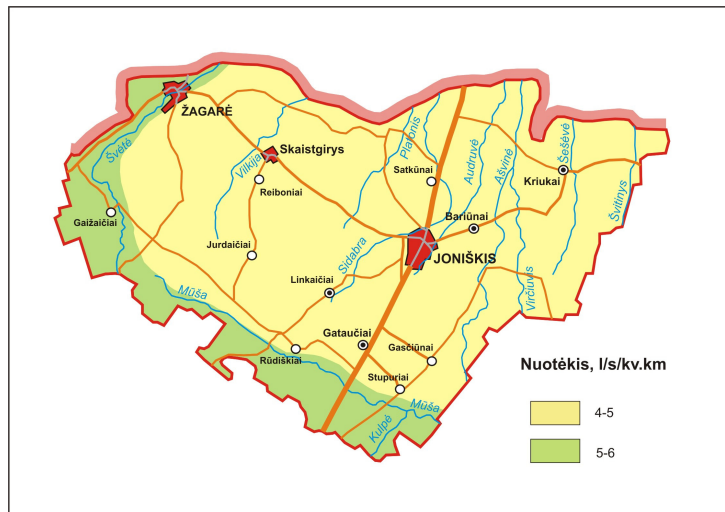 ŽAGARĖ
Švėtė
Skaistgirys
Vilkija
Reiboniai
Platonis
Satkūnai
Audruvė
Ašvinė
Šešėvė
Kriukai
Švitinys
Gaižaičiai
Bariūnai
Jurdaičiai
Sidabra
JONIŠKIS
Linkaičiai
Virčiuvis
Mūša
Gataučiai
Gasčiūnai
Rūdiškiai
Stupuriai
Mūša
Kulpė
Nuotėkis, l/s/kv.km
4-5
5-6